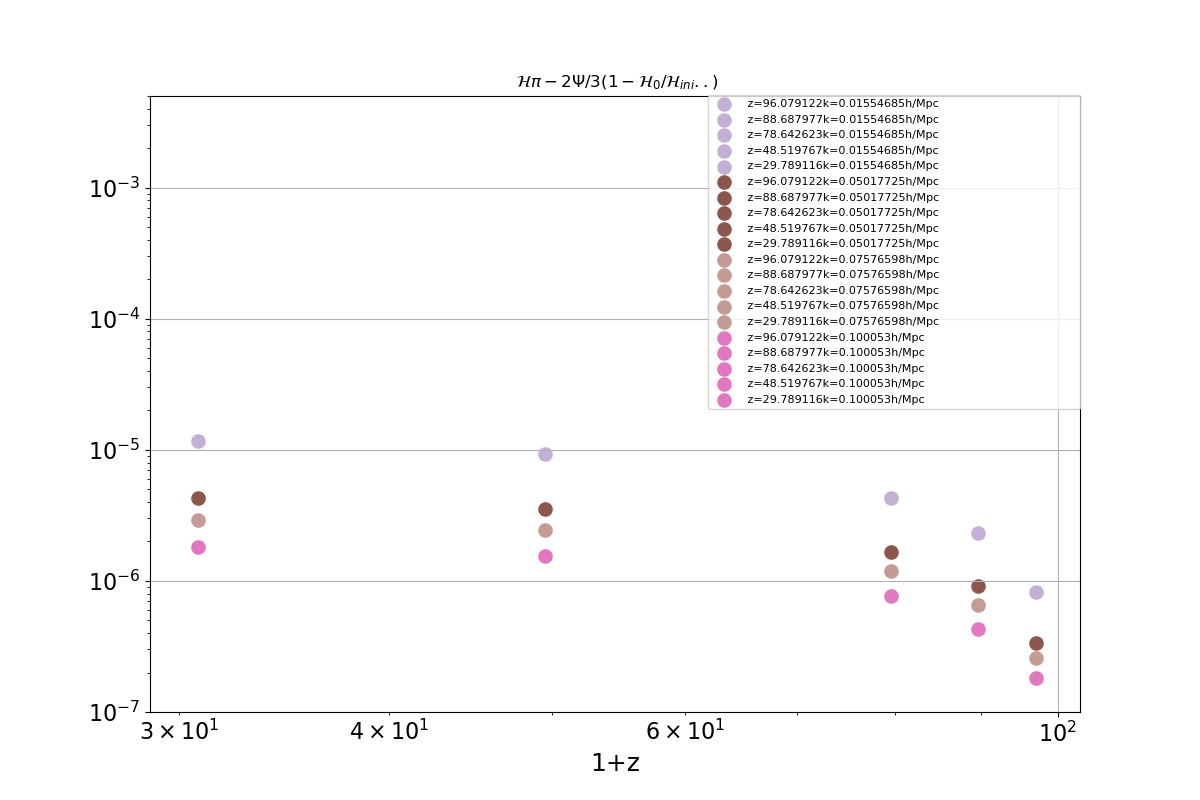 ℋπ − 2Ψ/3(1 − ℋ₀/ℋᵢₙᵢ..)
z=96.079122k=0.01554685h/Mpc
z=88.687977k=0.01554685h/Mpc
z=78.642623k=0.01554685h/Mpc
z=48.519767k=0.01554685h/Mpc
z=29.789116k=0.01554685h/Mpc
z=96.079122k=0.05017725h/Mpc
z=88.687977k=0.05017725h/Mpc
z=78.642623k=0.05017725h/Mpc
z=48.519767k=0.05017725h/Mpc
z=29.789116k=0.05017725h/Mpc
z=96.079122k=0.07576598h/Mpc
z=88.687977k=0.07576598h/Mpc
z=78.642623k=0.07576598h/Mpc
z=48.519767k=0.07576598h/Mpc
z=29.789116k=0.07576598h/Mpc
z=96.079122k=0.100053h/Mpc
z=88.687977k=0.100053h/Mpc
z=78.642623k=0.100053h/Mpc
z=48.519767k=0.100053h/Mpc
z=29.789116k=0.100053h/Mpc
10⁻³
10⁻⁴
10⁻⁵
10⁻⁶
10⁻⁷
3 × 10¹ 4 × 10¹ 6 × 10¹ 10²
1+z